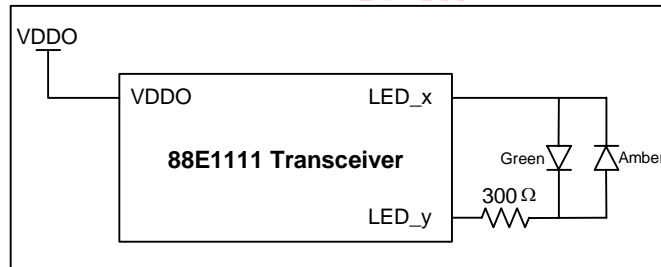 VDDO
VDDO
LED_x
88E1111 Transceiver
Green
Amber
300 Ω
LED_y